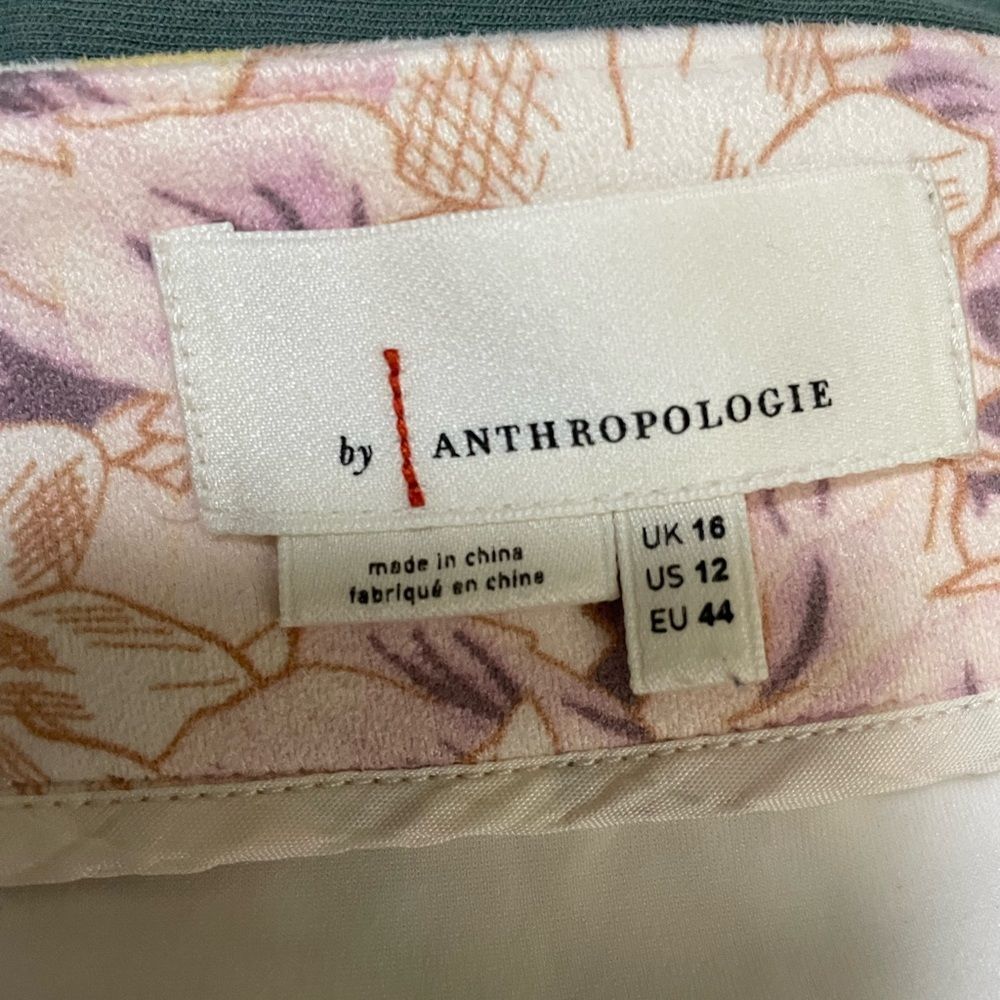 by ANTHROPOLOGIE
made in china
fabriqué en chine
UK 16
US 12
EU 44